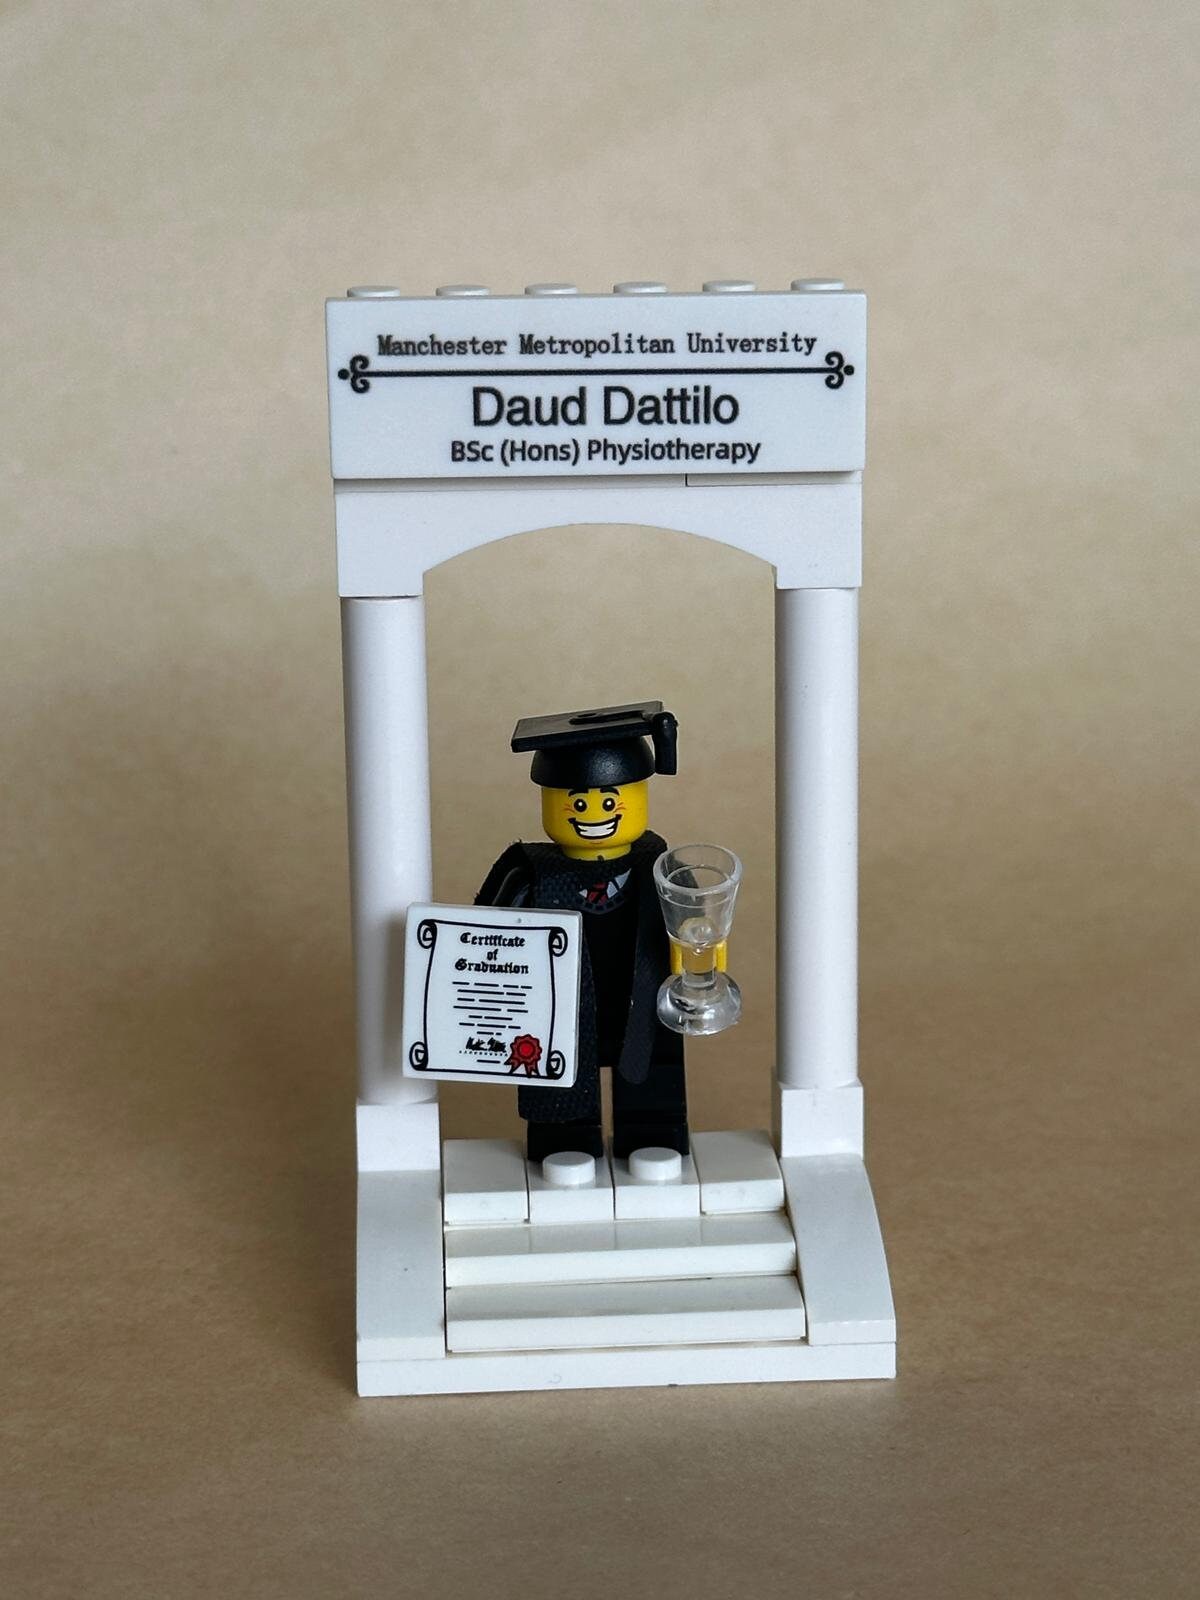 Manchester Metropolitan University
Daud Dattilo
BSc (Hons) Physiotherapy
Certificate
of
Graduation